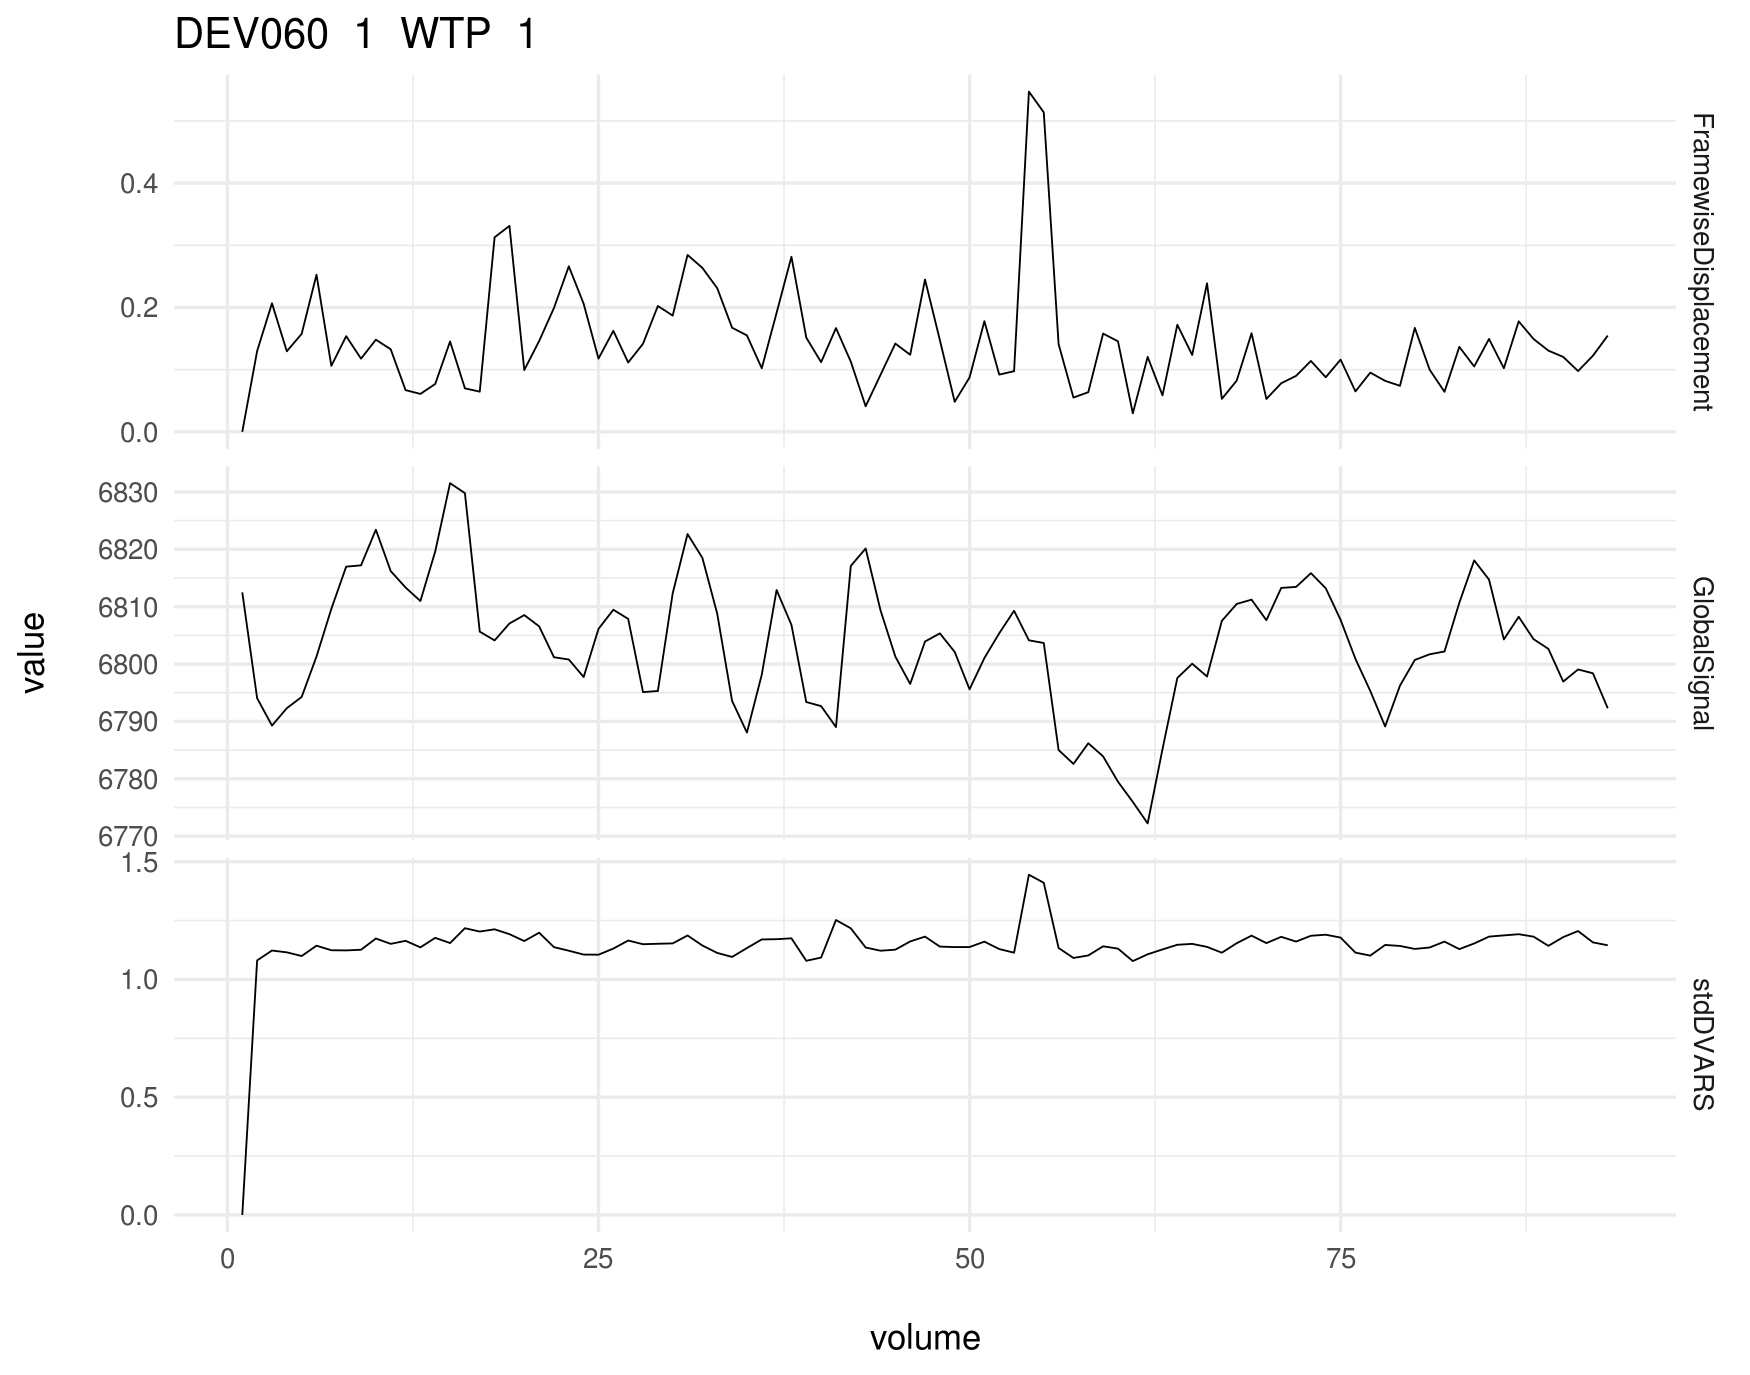 DEV060 1 WTP 1
value
0.4
0.2
0.0
FramewiseDisplacement
6830
6820
6810
6800
6790
6780
6770
GlobalSignal
1.5
1.0
0.5
0.0
stdDVARS
0 25 50 75
volume